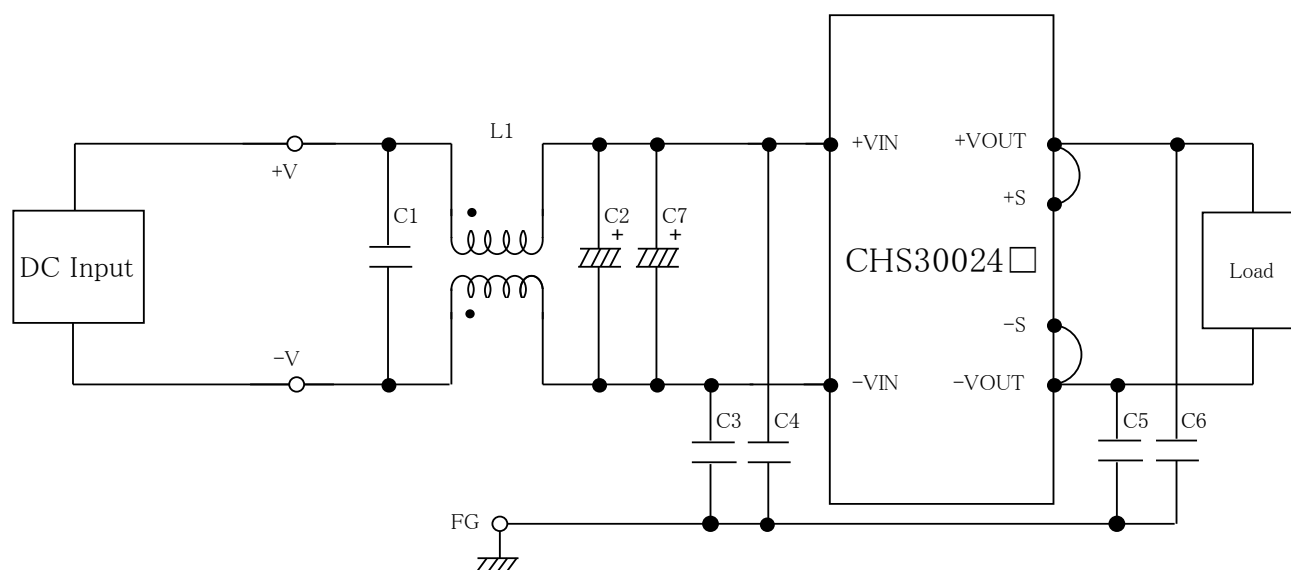 L1
+V
+VIN
+VOUT
+S
C1
C2
+
C7
+
DC Input
CHS30024□
Load
-S
-V
-VIN
-VOUT
C3
C4
C5
C6
FG